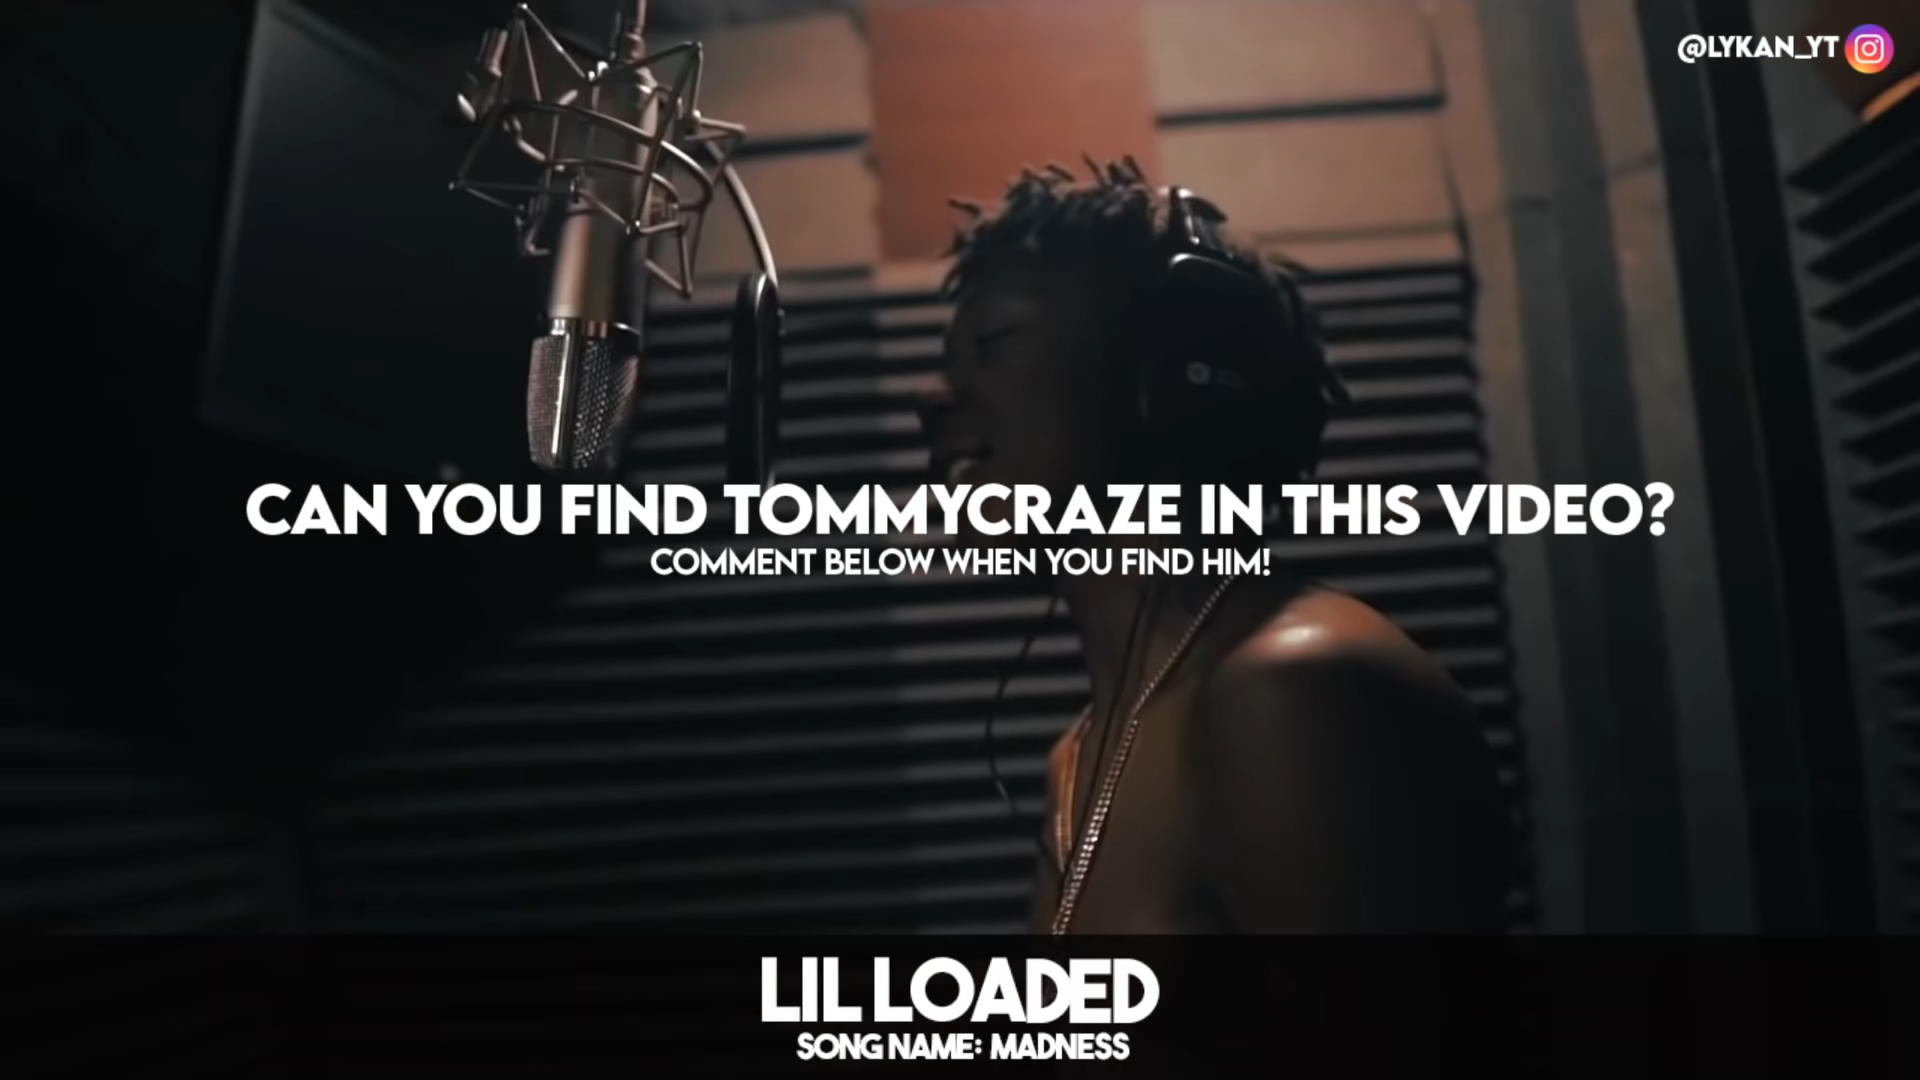 @LYKAN_YT
CAN YOU FIND TOMMYCRAZE IN THIS VIDEO?
COMMENT BELOW WHEN YOU FIND HIM!
LIL LOADED
SONG NAME: MADNESS